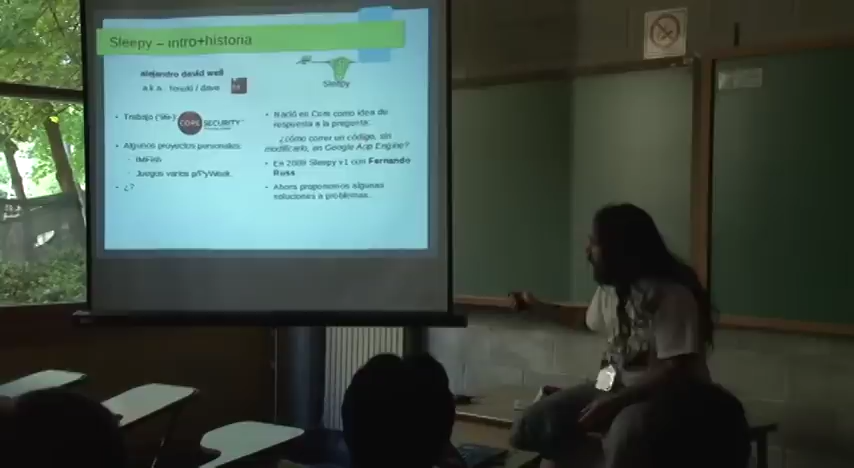 Sleepy – intro+historia
alejandro david weil
a.k.a. tenuki / dave
• Trabajo
CORE SECURITY
• Algunos proyectos personales:
Juegos varios p/PyWeek.
• ¿?
Sleepy
• Nació en Core como idea de
respuesta a la pregunta:
¿cómo correr un código, sin
modificarlo, en Google App Engine?
• En 2009 Sleepy v1 con Fernando
Russ
• Ahora proponemos algunas
soluciones a problemas.